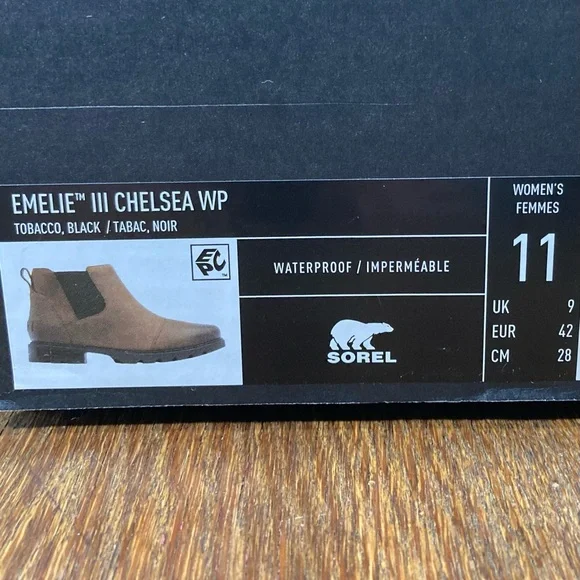 EMELIE™ III CHELSEA WP
TOBACCO, BLACK / TABAC, NOIR
EPC™
WATERPROOF / IMPERMÉABLE
SOREL
WOMEN'S
FEMMES
11
UK 9
EUR 42
CM 28